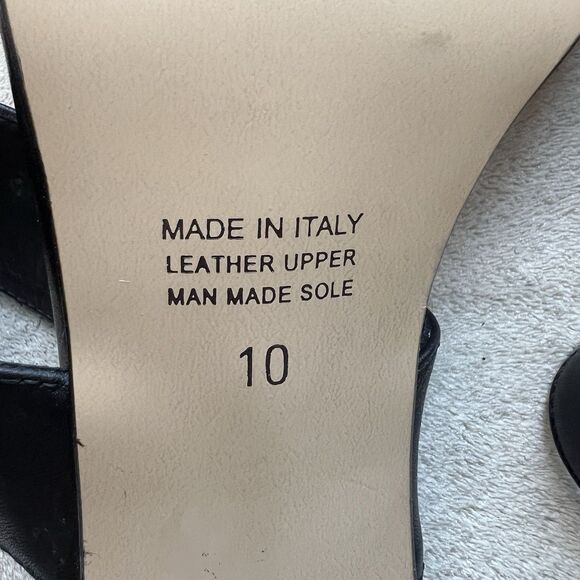 MADE IN ITALY
LEATHER UPPER
MAN MADE SOLE
10